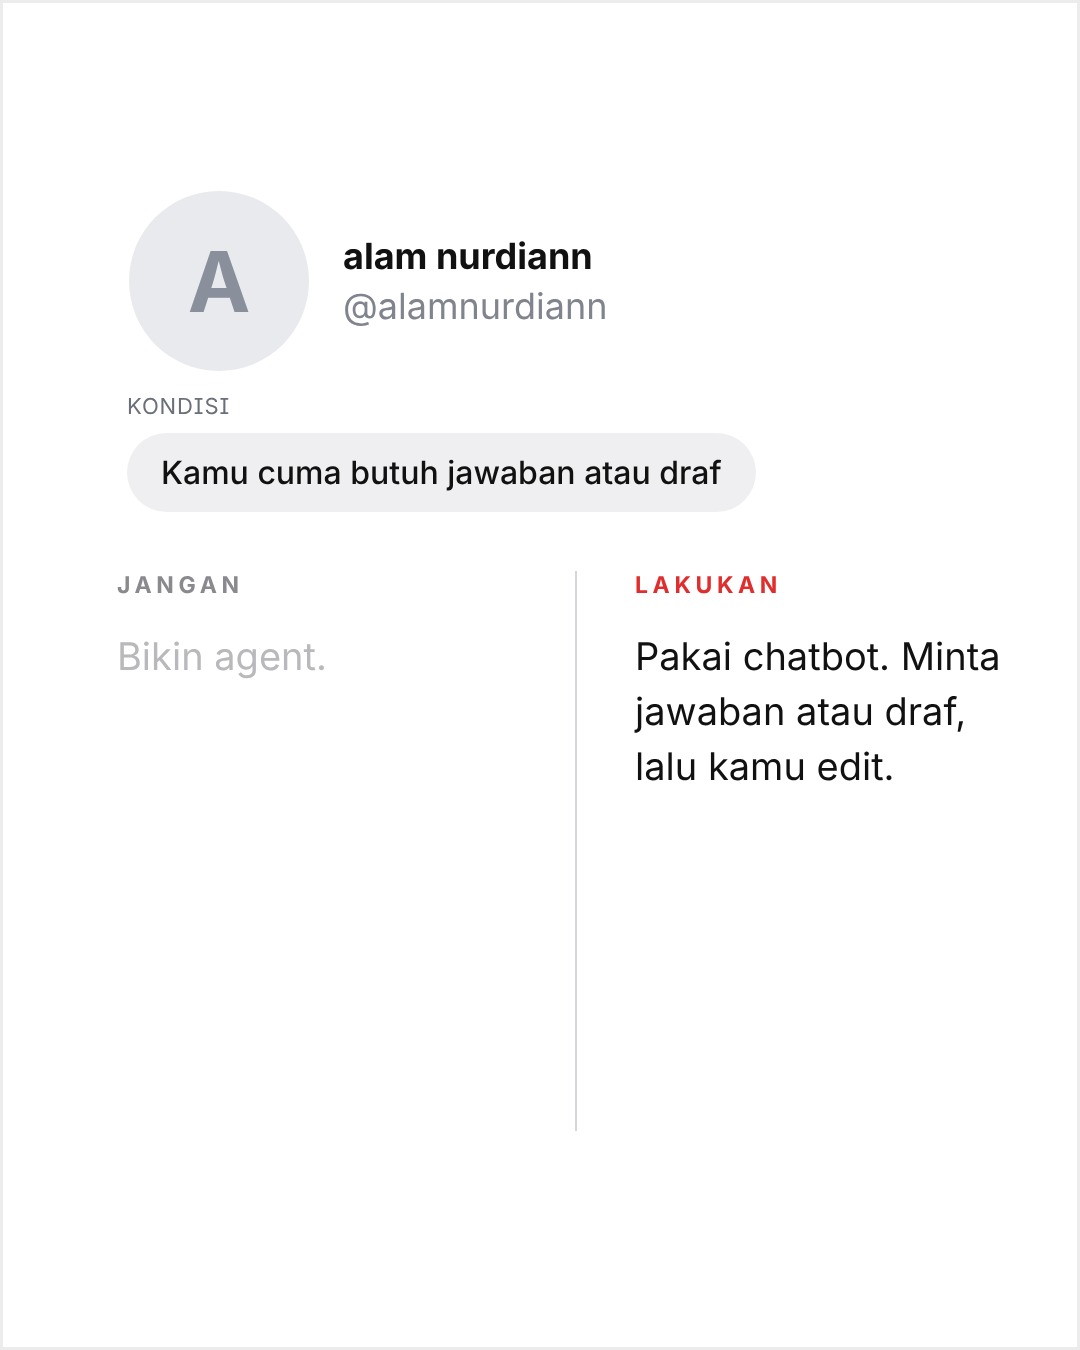 A
alam nurdiann
@alamnurdiann
KONDISI
Kamu cuma butuh jawaban atau draf
JANGAN
Bikin agent.
LAKUKAN
Pakai chatbot. Minta
jawaban atau draf,
lalu kamu edit.